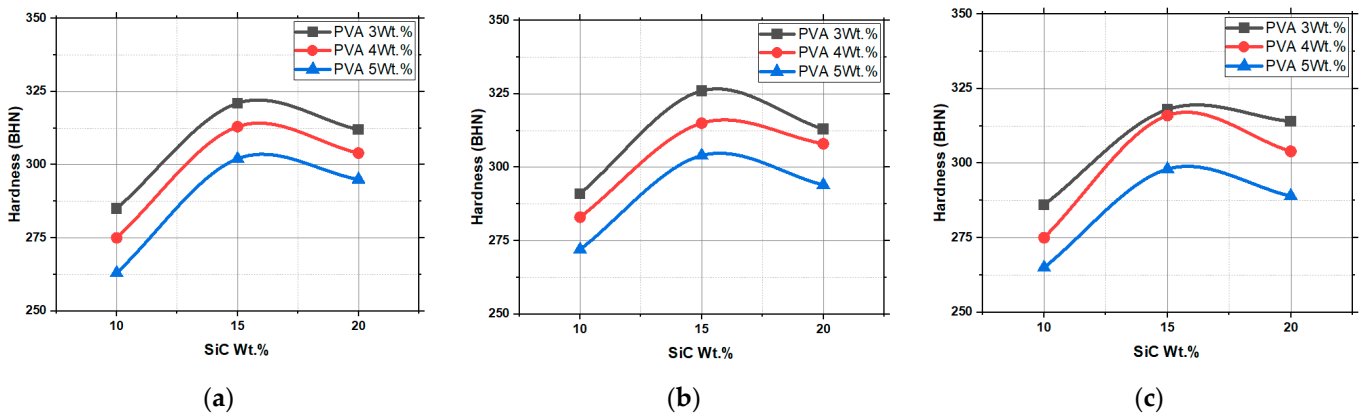 350
325
300
275
250
Hardness (BHN)
PVA 3Wt.%
PVA 4Wt.%
PVA 5Wt.%
10 15 20
SiC Wt.%
(a)
350
325
300
275
250
Hardness (BHN)
PVA 3Wt.%
PVA 4Wt.%
PVA 5Wt.%
10 15 20
SiC Wt.%
(b)
350
325
300
275
250
Hardness (BHN)
PVA 3Wt.%
PVA 4Wt.%
PVA 5Wt.%
10 15 20
SiC Wt.%
(c)